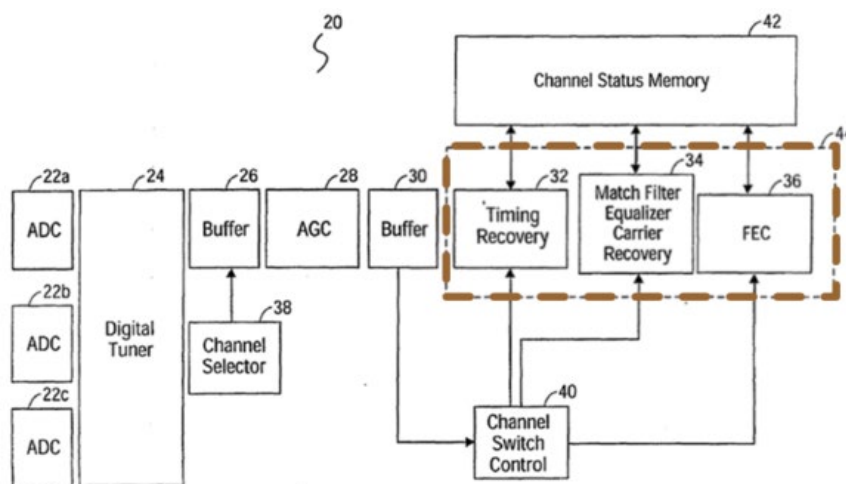 20
42
Channel Status Memory
44
22a
24
26
28
30
32
34
36
ADC
Buffer
AGC
Buffer
Timing
Recovery
Match Filter
Equalizer
Carrier
Recovery
FEC
22b
ADC
Digital
Tuner
38
Channel
Selector
22c
ADC
40
Channel
Switch
Control